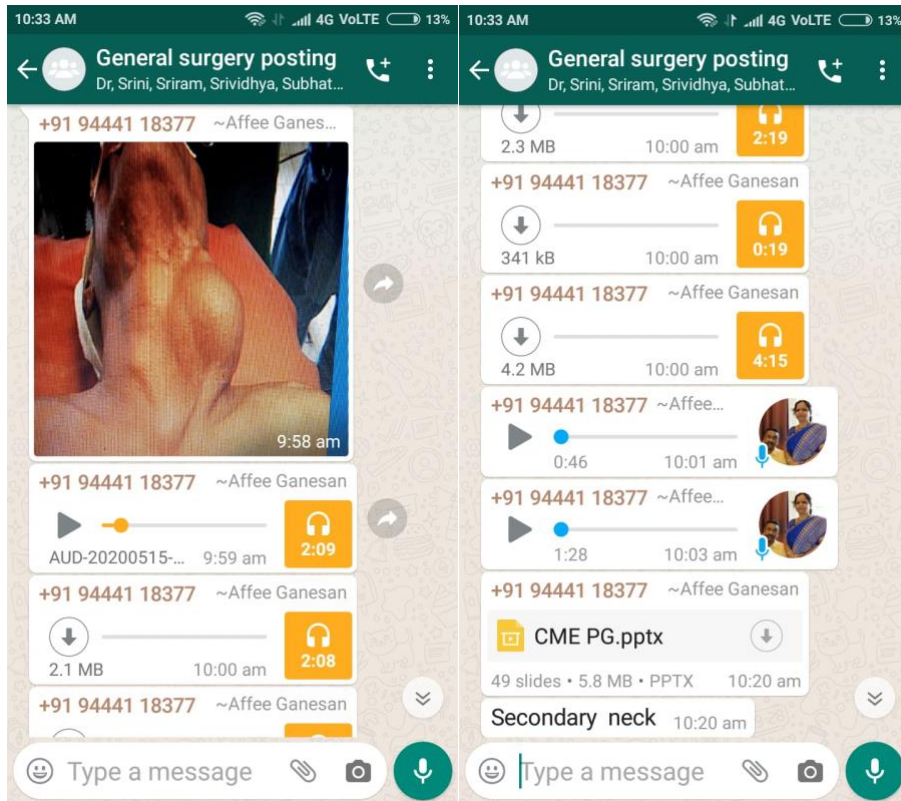 10:33 AM 4G VoLTE 13%
General surgery posting
Dr, Srini, Sriram, Srividhya, Subhat...
+91 94441 18377 ~Affee Ganes...
9:58 am
+91 94441 18377 ~Affee Ganesan
2:09
AUD-20200515-... 9:59 am
+91 94441 18377 ~Affee Ganesan
2:08
2.1 MB 10:00 am
+91 94441 18377 ~Affee Ganesan
Type a message
10:33 AM 4G VoLTE 13%
General surgery posting
Dr, Srini, Sriram, Srividhya, Subhat...
2:19
2.3 MB 10:00 am
+91 94441 18377 ~Affee Ganesan
0:19
341 kB 10:00 am
+91 94441 18377 ~Affee Ganesan
4:15
4.2 MB 10:00 am
+91 94441 18377 ~Affee...
0:46 10:01 am
+91 94441 18377 ~Affee...
1:28 10:03 am
+91 94441 18377 ~Affee Ganesan
CME PG.pptx
49 slides • 5.8 MB • PPTX 10:20 am
Secondary neck 10:20 am
Type a message